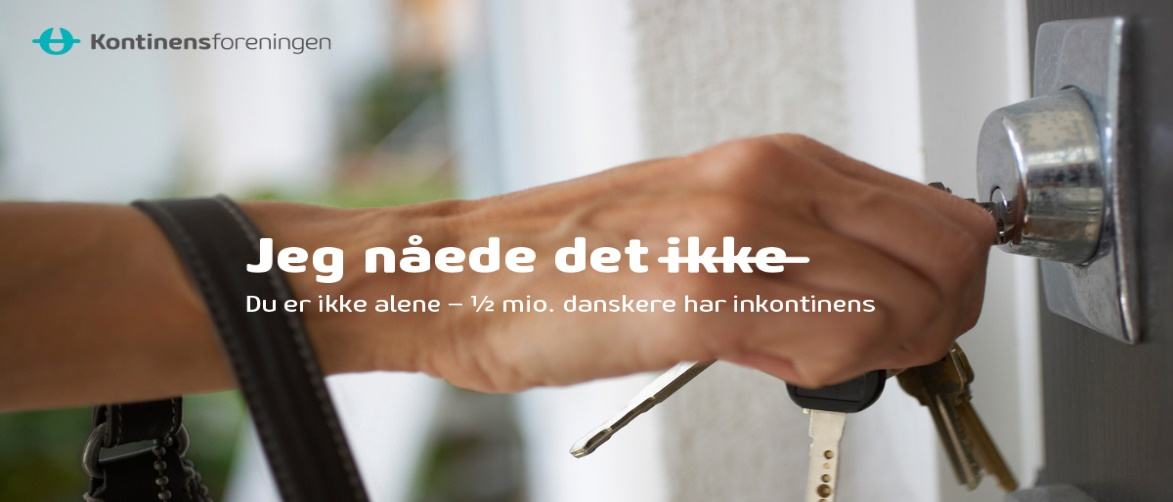 Kontinensforeningen
Jeg nåede det ikke
Du er ikke alene – ½ mio. danskere har inkontinens